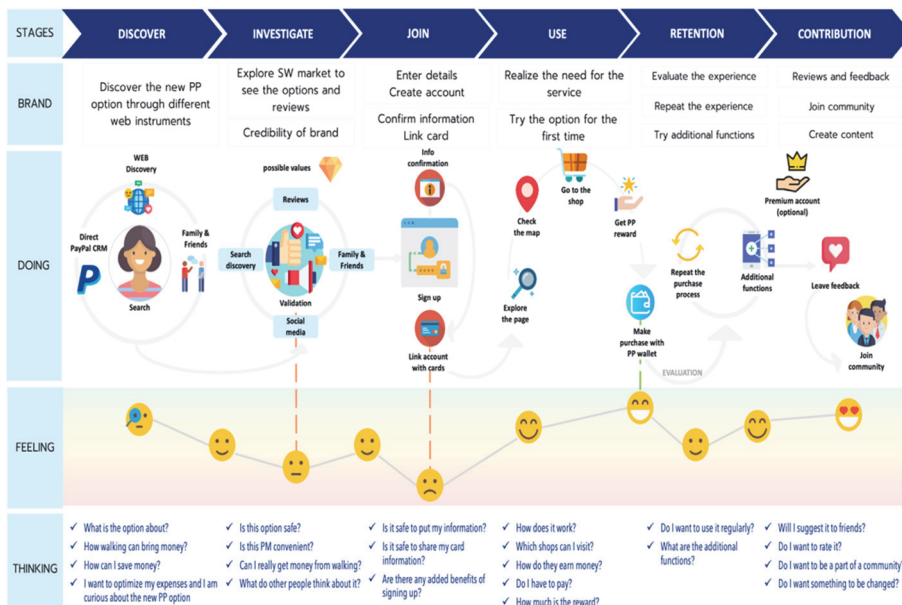 STAGES
DISCOVER
INVESTIGATE
JOIN
USE
RETENTION
CONTRIBUTION
BRAND
Discover the new PP
option through different
web instruments
Explore SW market to
see the options and
reviews
Credibility of brand
Enter details
Create account
Confirm information
Link card
Realize the need for the
service
Try the option for the
first time
Evaluate the experience
Repeat the experience
Try additional functions
Reviews and feedback
Join community
Create content
DOING
WEB
Discovery
Direct
PayPal CRM
Family &
Friends
Search
possible values
Reviews
Search
discovery
Family &
Friends
Validation
Social
media
Info
confirmation
Sign up
Link account
with cards
Check
the map
Go to the
shop
Get PP
reward
Explore
the page
Make
purchase with
PP wallet
Repeat the
purchase
process
EVALUATION
Additional
functions
Premium account
(optional)
Leave feedback
Join
community
FEELING
THINKING
✓ What is the option about?
✓ How walking can bring money?
✓ How can I save money?
✓ I want to optimize my expenses and I am
curious about the new PP option
✓ Is this option safe?
✓ Is this PM convenient?
✓ Can I really get money from walking?
✓ What do other people think about it?
✓ Is it safe to put my information?
✓ Is it safe to share my card
information?
✓ Are there any added benefits of
signing up?
✓ How does it work?
✓ Which shops can I visit?
✓ How do they earn money?
✓ Do I have to pay?
✓ How much is the reward?
✓ Do I want to use it regularly?
✓ What are the additional
functions?
✓ Will I suggest it to friends?
✓ Do I want to rate it?
✓ Do I want to be a part of a community
✓ Do I want something to be changed?